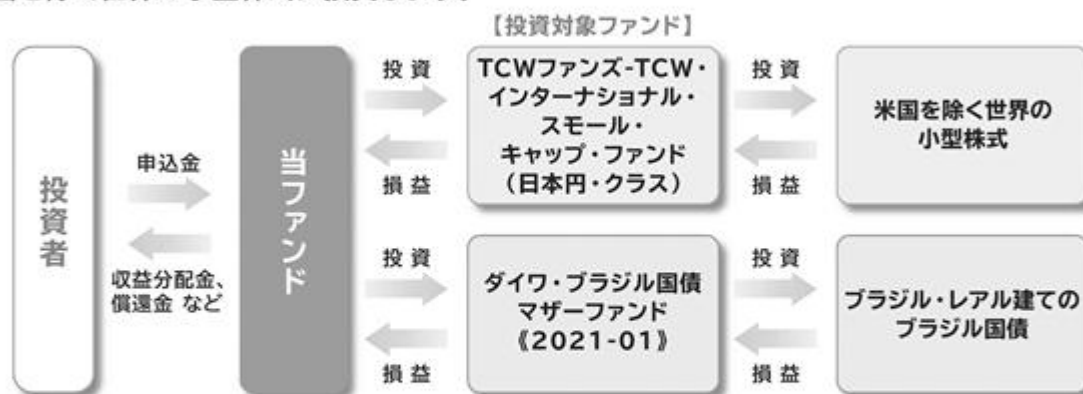 【投資対象ファンド】
投資者
申込金
収益分配金、
償還金 など
当ファンド
投 資
損 益
TCWファンズ-TCW・
インターナショナル・
スモール・
キャップ・ファンド
（日本円・クラス）
投 資
損 益
米国を除く世界の
小型株式
投 資
損 益
ダイワ・ブラジル国債
マザーファンド
《2021-01》
投 資
損 益
ブラジル・レアル建ての
ブラジル国債